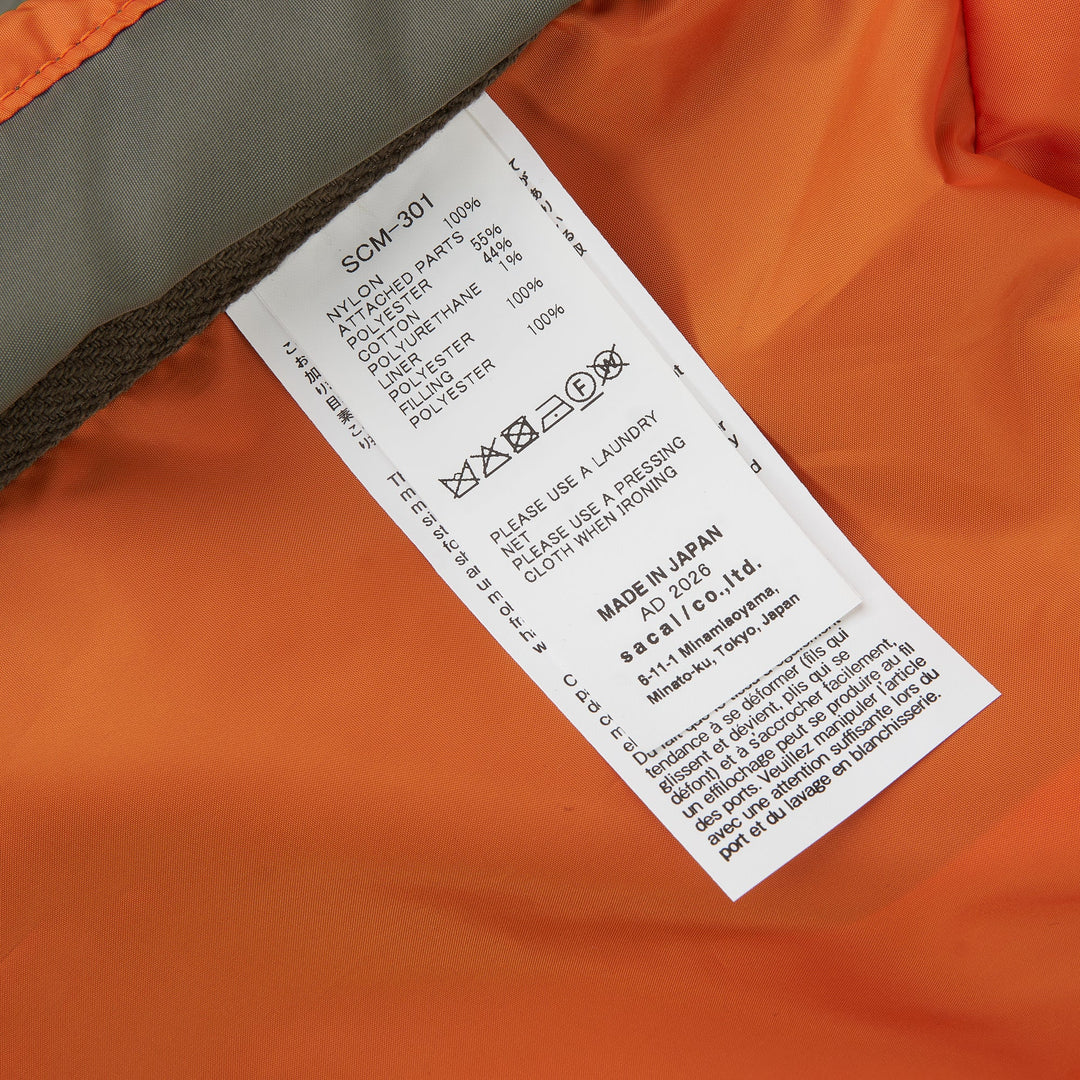 SCM-301
NYLON 100%
ATTACHED PARTS
POLYESTER 55%
COTTON 44%
POLYURETHANE 1%
LINER
POLYESTER 100%
FILLING
POLYESTER 100%
F
W
PLEASE USE A LAUNDRY
NET
PLEASE USE A PRESSING
CLOTH WHEN IRONING
MADE IN JAPAN
AD 2026
sacai/co.,ltd.
6-11-1 Minamiaoyama,
Minato-ku, Tokyo, Japan
tendance à se déformer (fils qui
glissent et dévient, plis qui se
défont) et à s'accrocher facilement,
un effilochage peut se produire au fil
des ports. Veuillez manipuler l'article
avec une attention suffisante lors du
port et du lavage en blanchisserie.